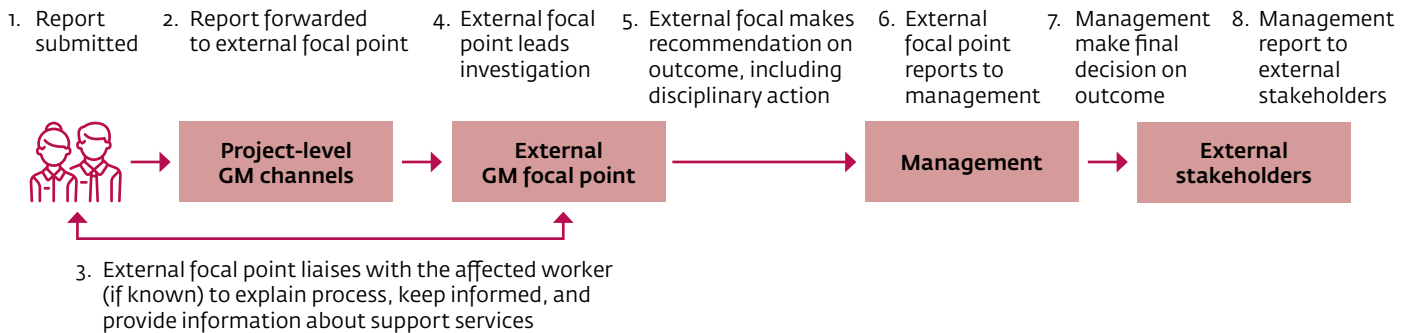 1. Report
submitted
2. Report forwarded
to external focal point
4. External focal
point leads
investigation
5. External focal makes
recommendation on
outcome, including
disciplinary action
6. External
focal point
reports to
management
7. Management
make final
decision on
outcome
8. Management
report to
external
stakeholders
Project-level
GM channels
External
GM focal point
Management
External
stakeholders
3. External focal point liaises with the affected worker
(if known) to explain process, keep informed, and
provide information about support services